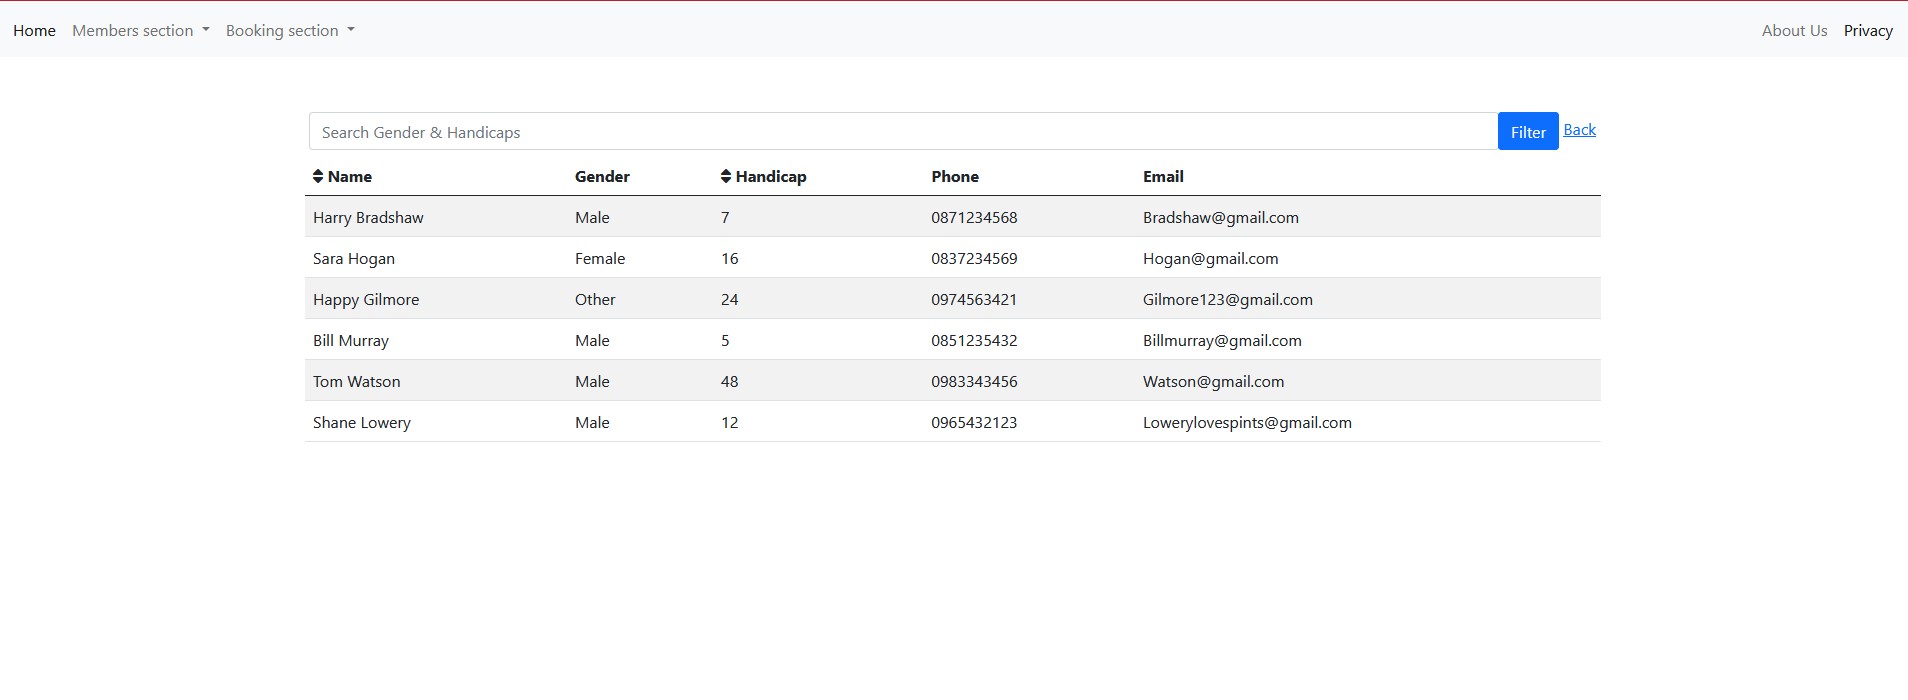 Home Members section Booking section About Us Privacy
Search Gender & Handicaps Filter Back
Name Gender Handicap Phone Email
Harry Bradshaw Male 7 0871234568 Bradshaw@gmail.com
Sara Hogan Female 16 0837234569 Hogan@gmail.com
Happy Gilmore Other 24 0974563421 Gilmore123@gmail.com
Bill Murray Male 5 0851235432 Billmurray@gmail.com
Tom Watson Male 48 0983343456 Watson@gmail.com
Shane Lowery Male 12 0965432123 Lowerylovespints@gmail.com